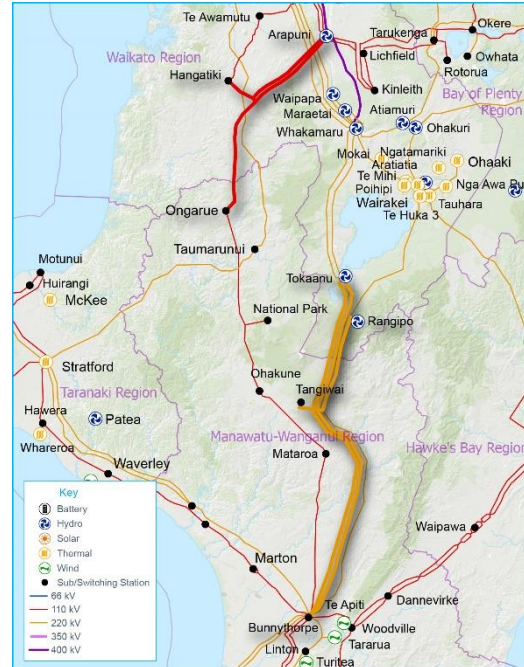 Te Awamutu
Okere
Arapuni
Tarukenga
Waikato Region
Lichfield
Owhata
Hangatiki
Rotorua
Kinleith
Bay of Plenty
Region
Waipapa
Atiamuri
Maraetai
Ohakuri
Whakamaru
Mokai
Ngatamariki
Aratiatia
Ohaaki
Te Mihi
Poihipi
Nga Awa Pu
Wairakei
Tauhara
Te Huka 3
Ongarue
Taumarunui
Motunui
Huirangi
McKee
Tokaanu
National Park
Rangipo
Stratford
Ohakune
Tangiwai
Taranaki Region
Hawera
Patea
Whareroa
Manawatu-Wanganui Region
Hawke's Bay Region
Mataroa
Waverley
Waipawa
Key
Battery
Hydro
Solar
Thermal
Wind
Sub/Switching Station
66 kV
110 kV
220 kV
350 kV
400 kV
Marton
Te Apiti
Dannevirke
Bunnythorpe
Woodville
Linton
Tararua
Turitea